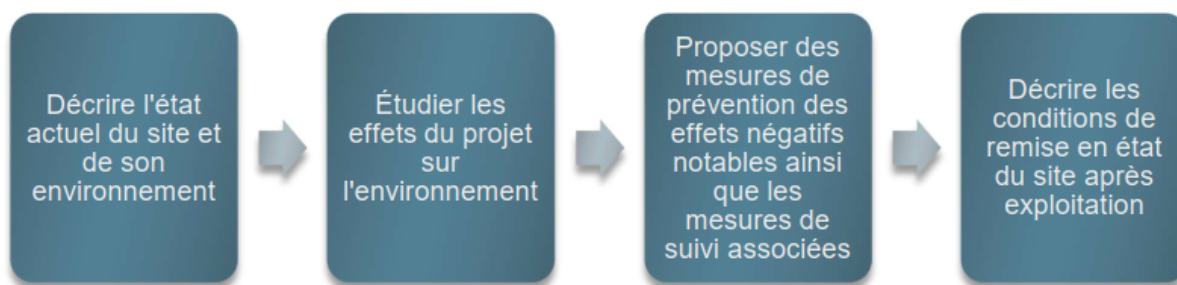 Décrire l'état
actuel du site et
de son
environnement
Étudier les
effets du projet
sur
l'environnement
Proposer des
mesures de
prévention des
effets négatifs
notables ainsi
que les
mesures de
suivi associées
Décrire les
conditions de
remise en état
du site après
exploitation